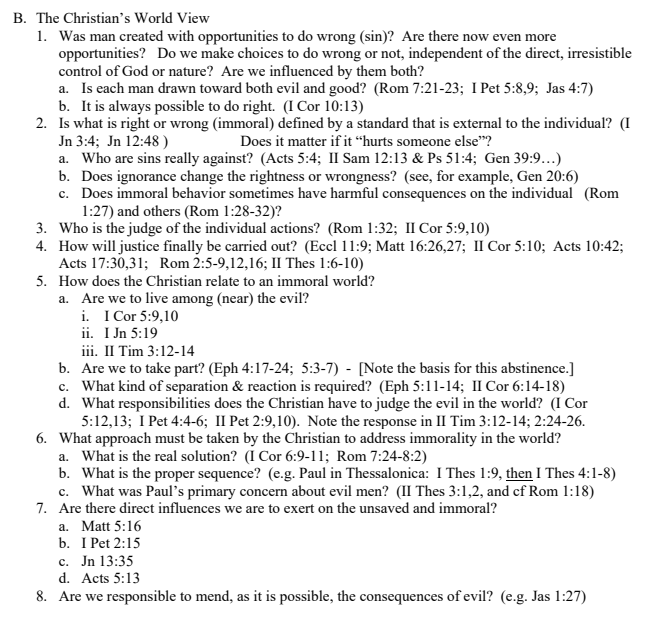 B. The Christian's World View
1. Was man created with opportunities to do wrong (sin)? Are there now even more
opportunities? Do we make choices to do wrong or not, independent of the direct, irresistible
control of God or nature? Are we influenced by them both?
a. Is each man drawn toward both evil and good? (Rom 7:21-23; I Pet 5:8,9; Jas 4:7)
b. It is always possible to do right. (I Cor 10:13)
2. Is what is right or wrong (immoral) defined by a standard that is external to the individual? (I
Jn 3:4; Jn 12:48 ) Does it matter if it “hurts someone else”?
a. Who are sins really against? (Acts 5:4; II Sam 12:13 & Ps 51:4; Gen 39:9…)
b. Does ignorance change the rightness or wrongness? (see, for example, Gen 20:6)
c. Does immoral behavior sometimes have harmful consequences on the individual (Rom
1:27) and others (Rom 1:28-32)?
3. Who is the judge of the individual actions? (Rom 1:32; II Cor 5:9,10)
4. How will justice finally be carried out? (Eccl 11:9; Matt 16:26,27; II Cor 5:10; Acts 10:42;
Acts 17:30,31; Rom 2:5-9,12,16; II Thes 1:6-10)
5. How does the Christian relate to an immoral world?
a. Are we to live among (near) the evil?
i. I Cor 5:9,10
ii. I Jn 5:19
iii. II Tim 3:12-14
b. Are we to take part? (Eph 4:17-24; 5:3-7) - [Note the basis for this abstinence.]
c. What kind of separation & reaction is required? (Eph 5:11-14; II Cor 6:14-18)
d. What responsibilities does the Christian have to judge the evil in the world? (I Cor
5:12,13; I Pet 4:4-6; II Pet 2:9,10). Note the response in II Tim 3:12-14; 2:24-26.
6. What approach must be taken by the Christian to address immorality in the world?
a. What is the real solution? (I Cor 6:9-11; Rom 7:24-8:2)
b. What is the proper sequence? (e.g. Paul in Thessalonica: I Thes 1:9, then I Thes 4:1-8)
c. What was Paul's primary concern about evil men? (II Thes 3:1,2, and cf Rom 1:18)
7. Are there direct influences we are to exert on the unsaved and immoral?
a. Matt 5:16
b. I Pet 2:15
c. Jn 13:35
d. Acts 5:13
8. Are we responsible to mend, as it is possible, the consequences of evil? (e.g. Jas 1:27)